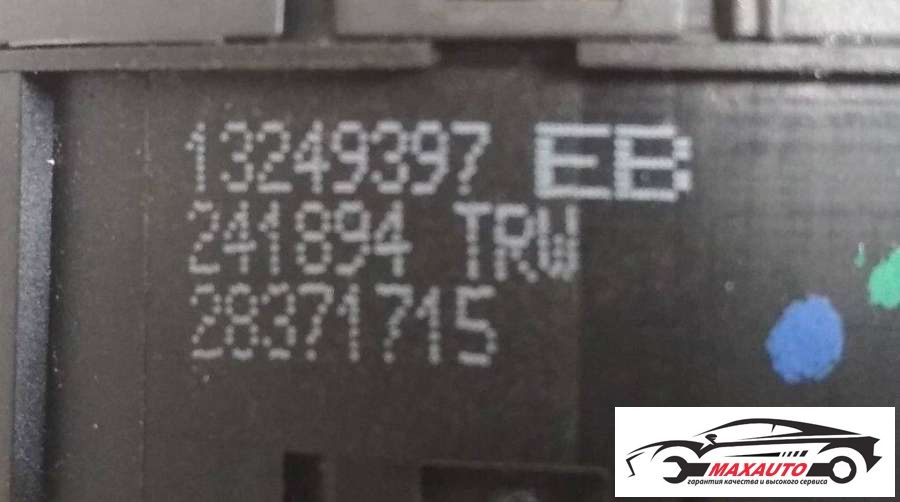 13249397 EB
241894 TRW
28371715
MAXAUTO
гарантия качества и высокого сервиса